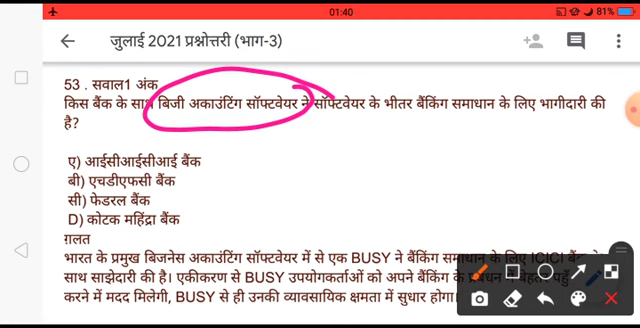 01:40
81%
जुलाई 2021 प्रश्नोत्तरी (भाग-3)
53 . सवाल1 अंक
किस बैंक के साथ बिजी अकाउंटिंग सॉफ्टवेयर ने सॉफ्टवेयर के भीतर बैंकिंग समाधान के लिए भागीदारी की
है?
ए) आईसीआईसीआई बैंक
बी) एचडीएफसी बैंक
सी) फेडरल बैंक
D) कोटक महिंद्रा बैंक
ग़लत
भारत के प्रमुख बिजनेस अकाउंटिंग सॉफ्टवेयर में से एक BUSY ने बैंकिंग समाधान के लिए ICICI
साथ साझेदारी की है। एकीकरण से BUSY उपयोगकर्ताओं को अपने बैंकिंग के
करने में मदद मिलेगी, BUSY से ही उनकी व्यावसायिक क्षमता में सुधार होगा।